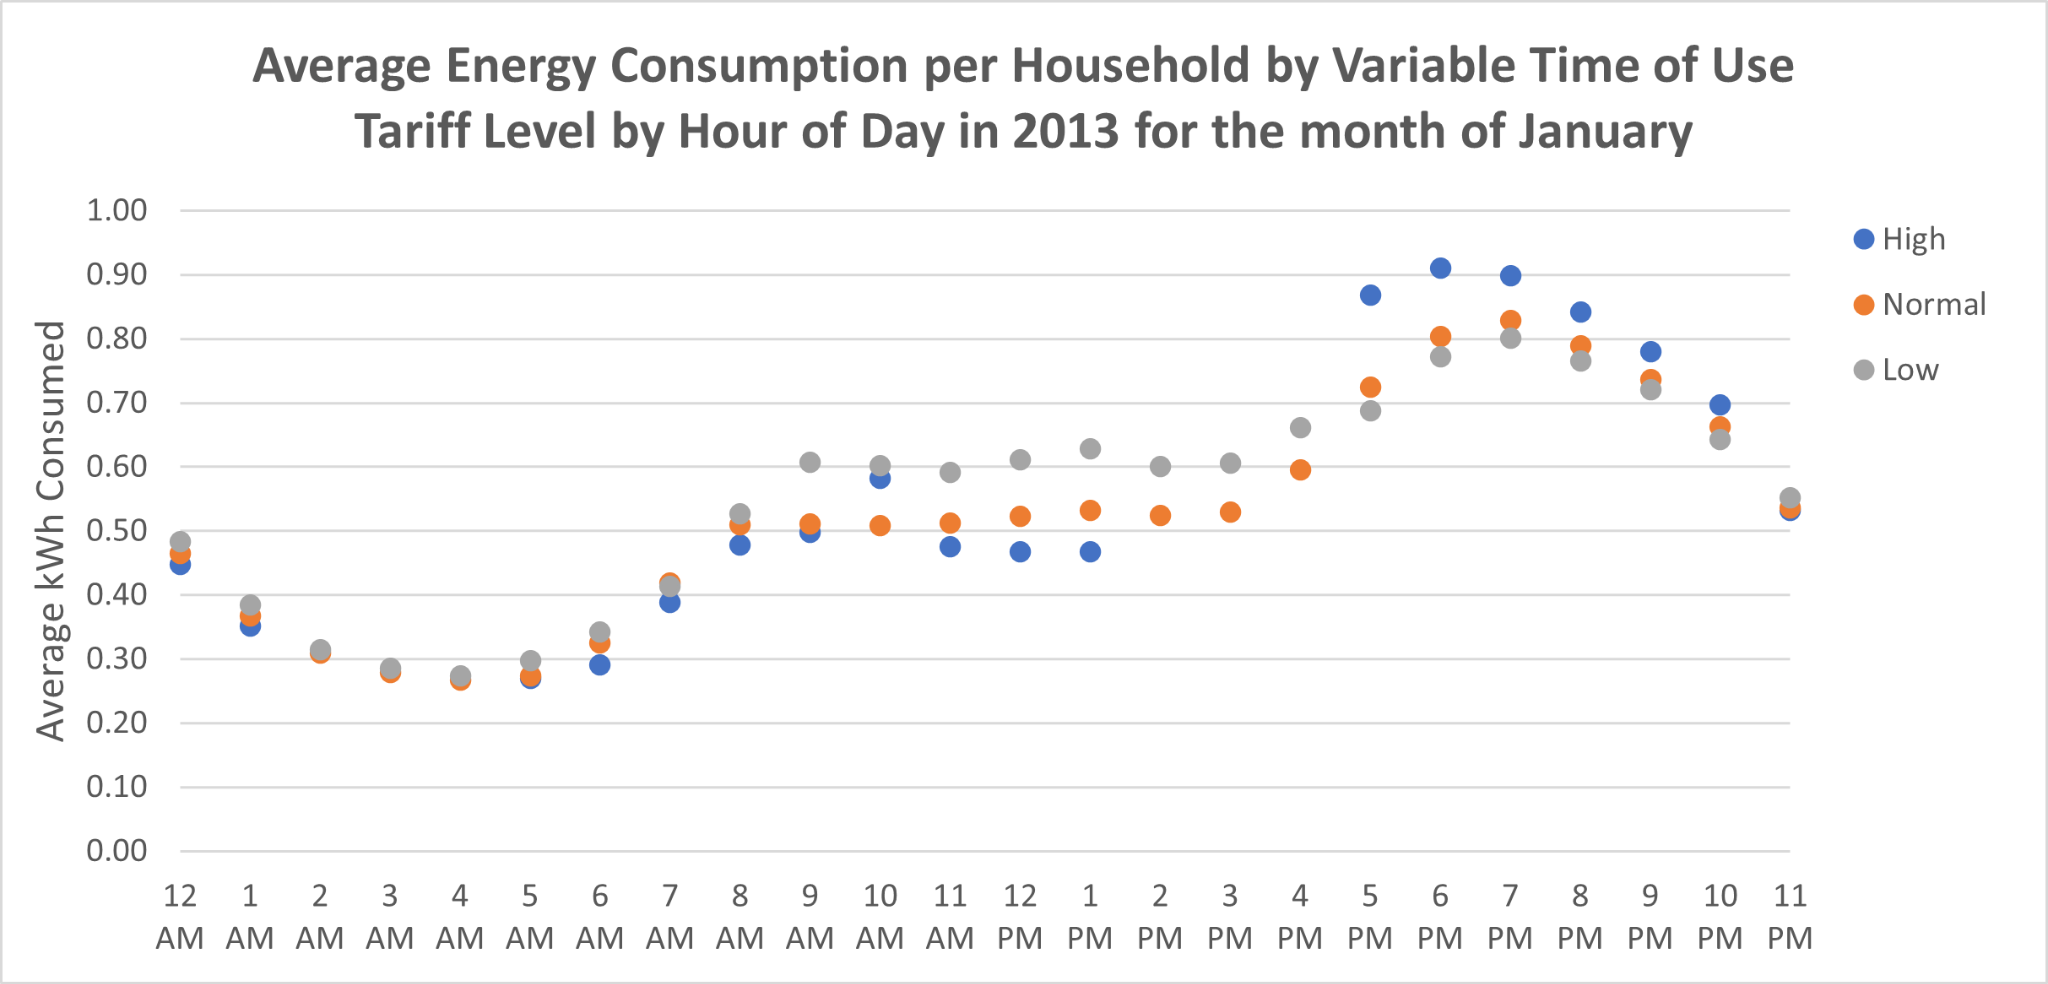 Average Energy Consumption per Household by Variable Time of Use
Tariff Level by Hour of Day in 2013 for the month of January
Average kWh Consumed
1.00
0.90
0.80
0.70
0.60
0.50
0.40
0.30
0.20
0.10
0.00
12 AM
1 AM
2 AM
3 AM
4 AM
5 AM
6 AM
7 AM
8 AM
9 AM
10 AM
11 AM
12 PM
1 PM
2 PM
3 PM
4 PM
5 PM
6 PM
7 PM
8 PM
9 PM
10 PM
11 PM
High
Normal
Low